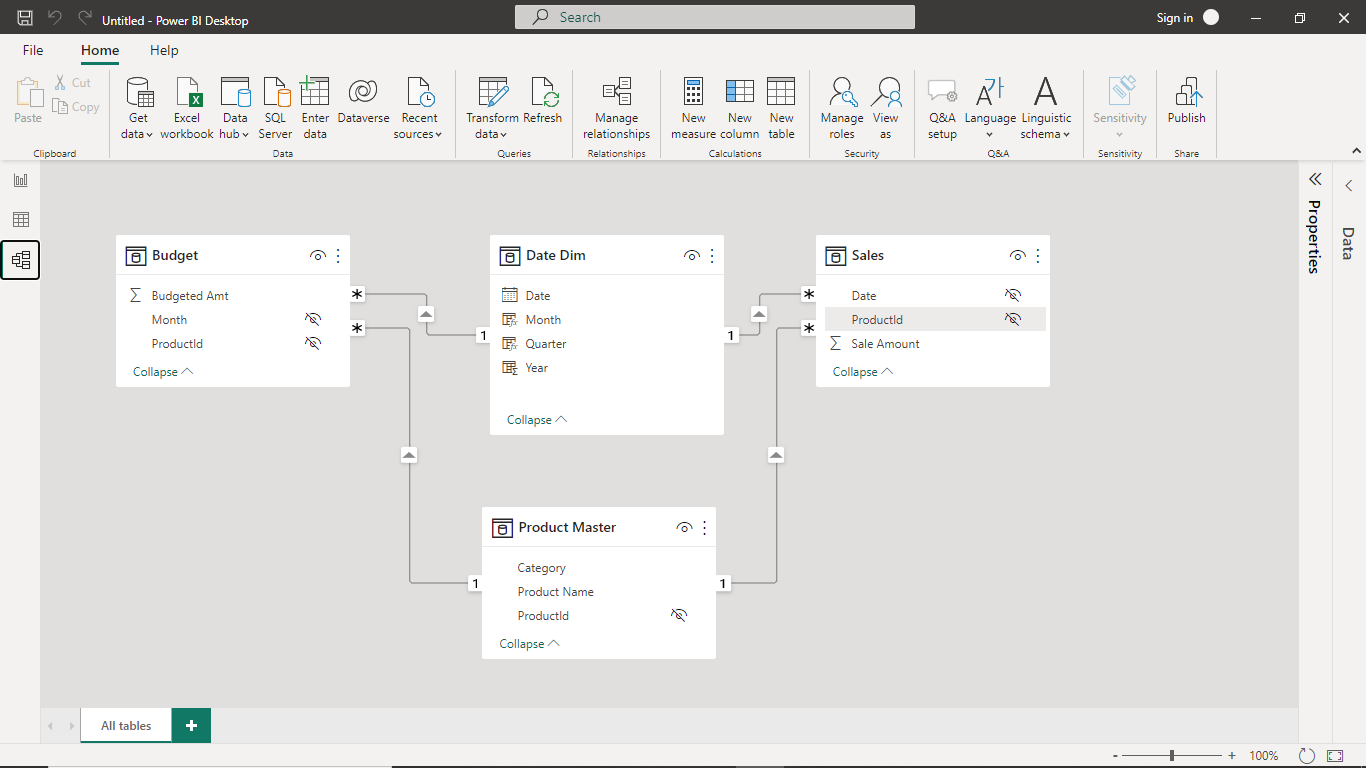 Untitled - Power BI Desktop
Search
Sign in
File Home Help
Paste
Cut
Copy
Clipboard
Get data
Excel workbook
Data hub
SQL Server
Enter data
Dataverse
Recent sources
Data
Transform data
Refresh
Queries
Manage relationships
Relationships
New measure
New column
New table
Calculations
Manage roles
View as
Security
Q&A setup
Language
Linguistic schema
Q&A
Sensitivity
Sensitivity
Publish
Share
Budget
Σ Budgeted Amt
Month
ProductId
Collapse
* 
*
1
Date Dim
Date
Month
Quarter
Year
Collapse
1
*
*
Sales
Date
ProductId
Σ Sale Amount
Collapse
1
Product Master
Category
Product Name
ProductId
Collapse
1
Properties
Data
All tables
+
- + 100%